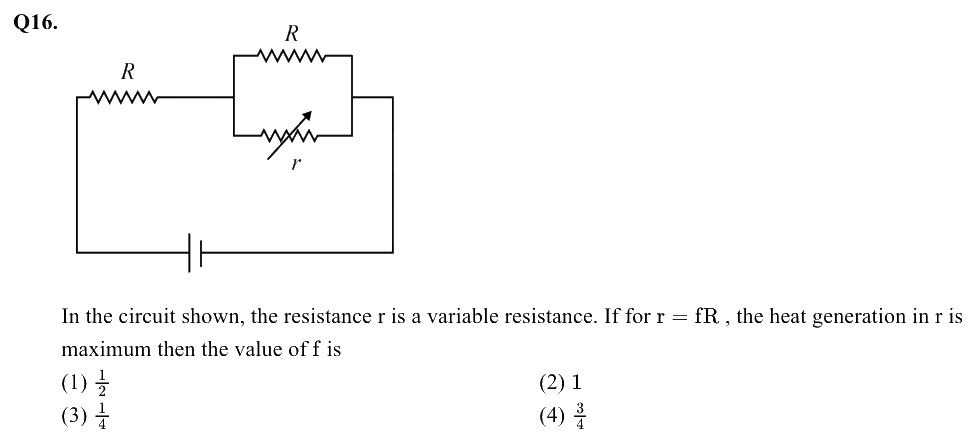 Q16.
R
R
r
In the circuit shown, the resistance r is a variable resistance. If for r = fR , the heat generation in r is
maximum then the value of f is
(1) 1/2
(2) 1
(3) 1/4
(4) 3/4